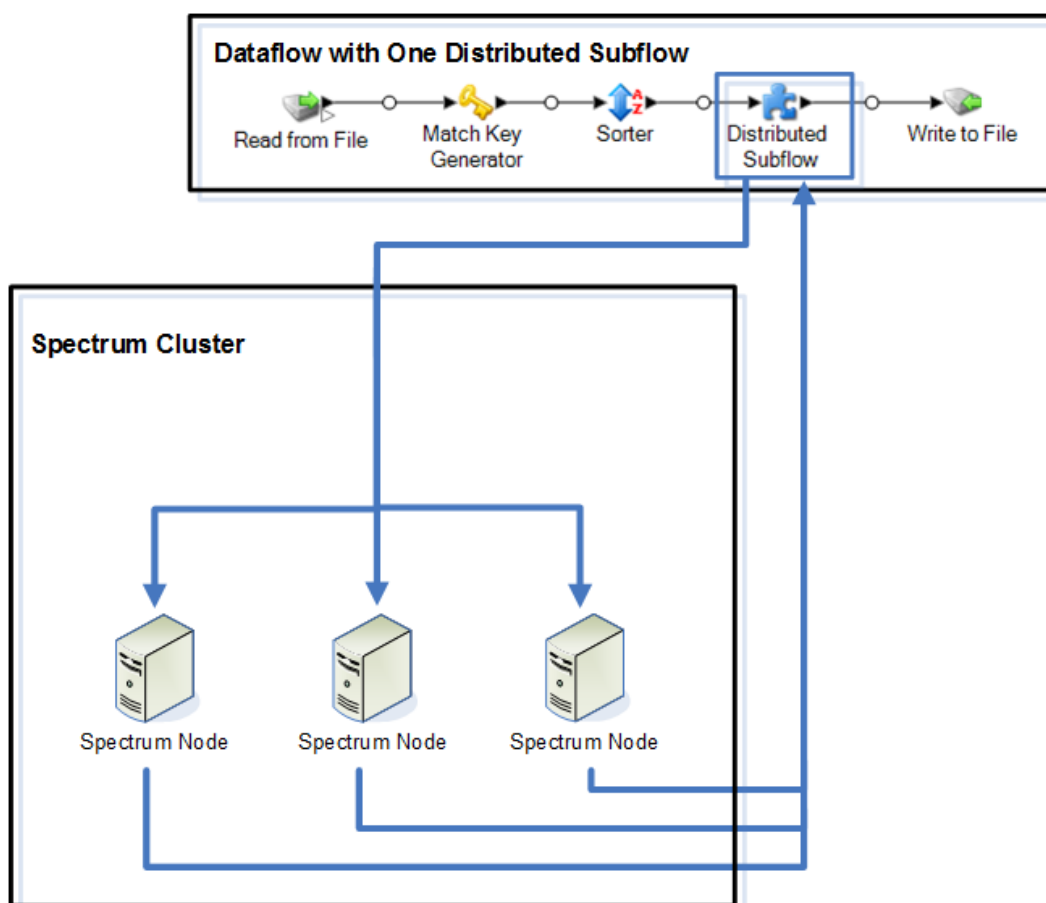 Dataflow with One Distributed Subflow
A
Z
Read from File
Match Key
Generator
Sorter
Distributed
Subflow
Write to File
Spectrum Cluster
Spectrum Node
Spectrum Node
Spectrum Node